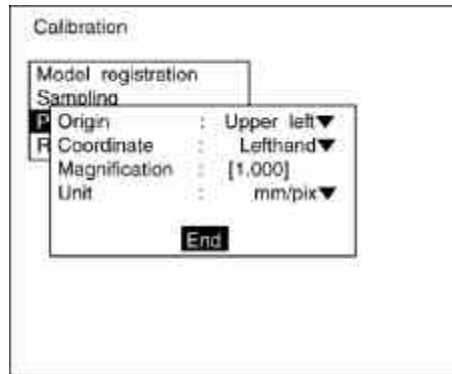 Calibration
Model registration
Sampling
P
R
Origin : Upper left▼
Coordinate : Lefthand▼
Magnification : [1.000]
Unit : mm/pix▼
End